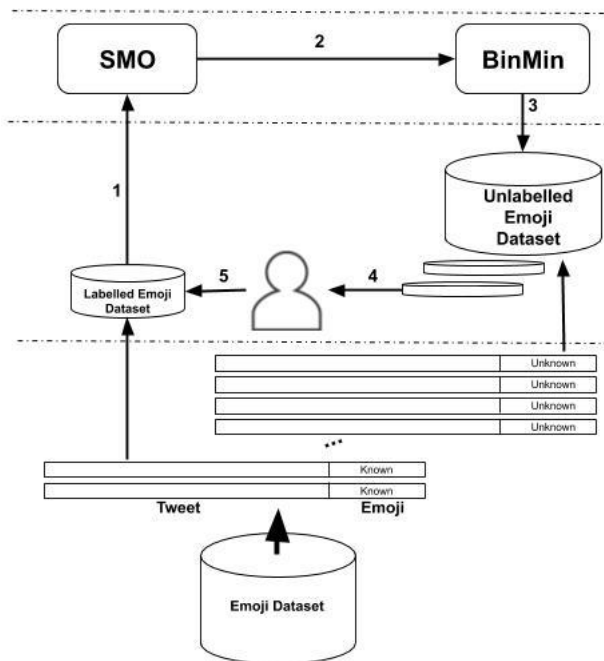 SMO
2
BinMin
3
1
Unlabelled
Emoji
Dataset
5
4
Labelled Emoji
Dataset
Unknown
Unknown
Unknown
Unknown
...
Known
Known
Tweet Emoji
Emoji Dataset